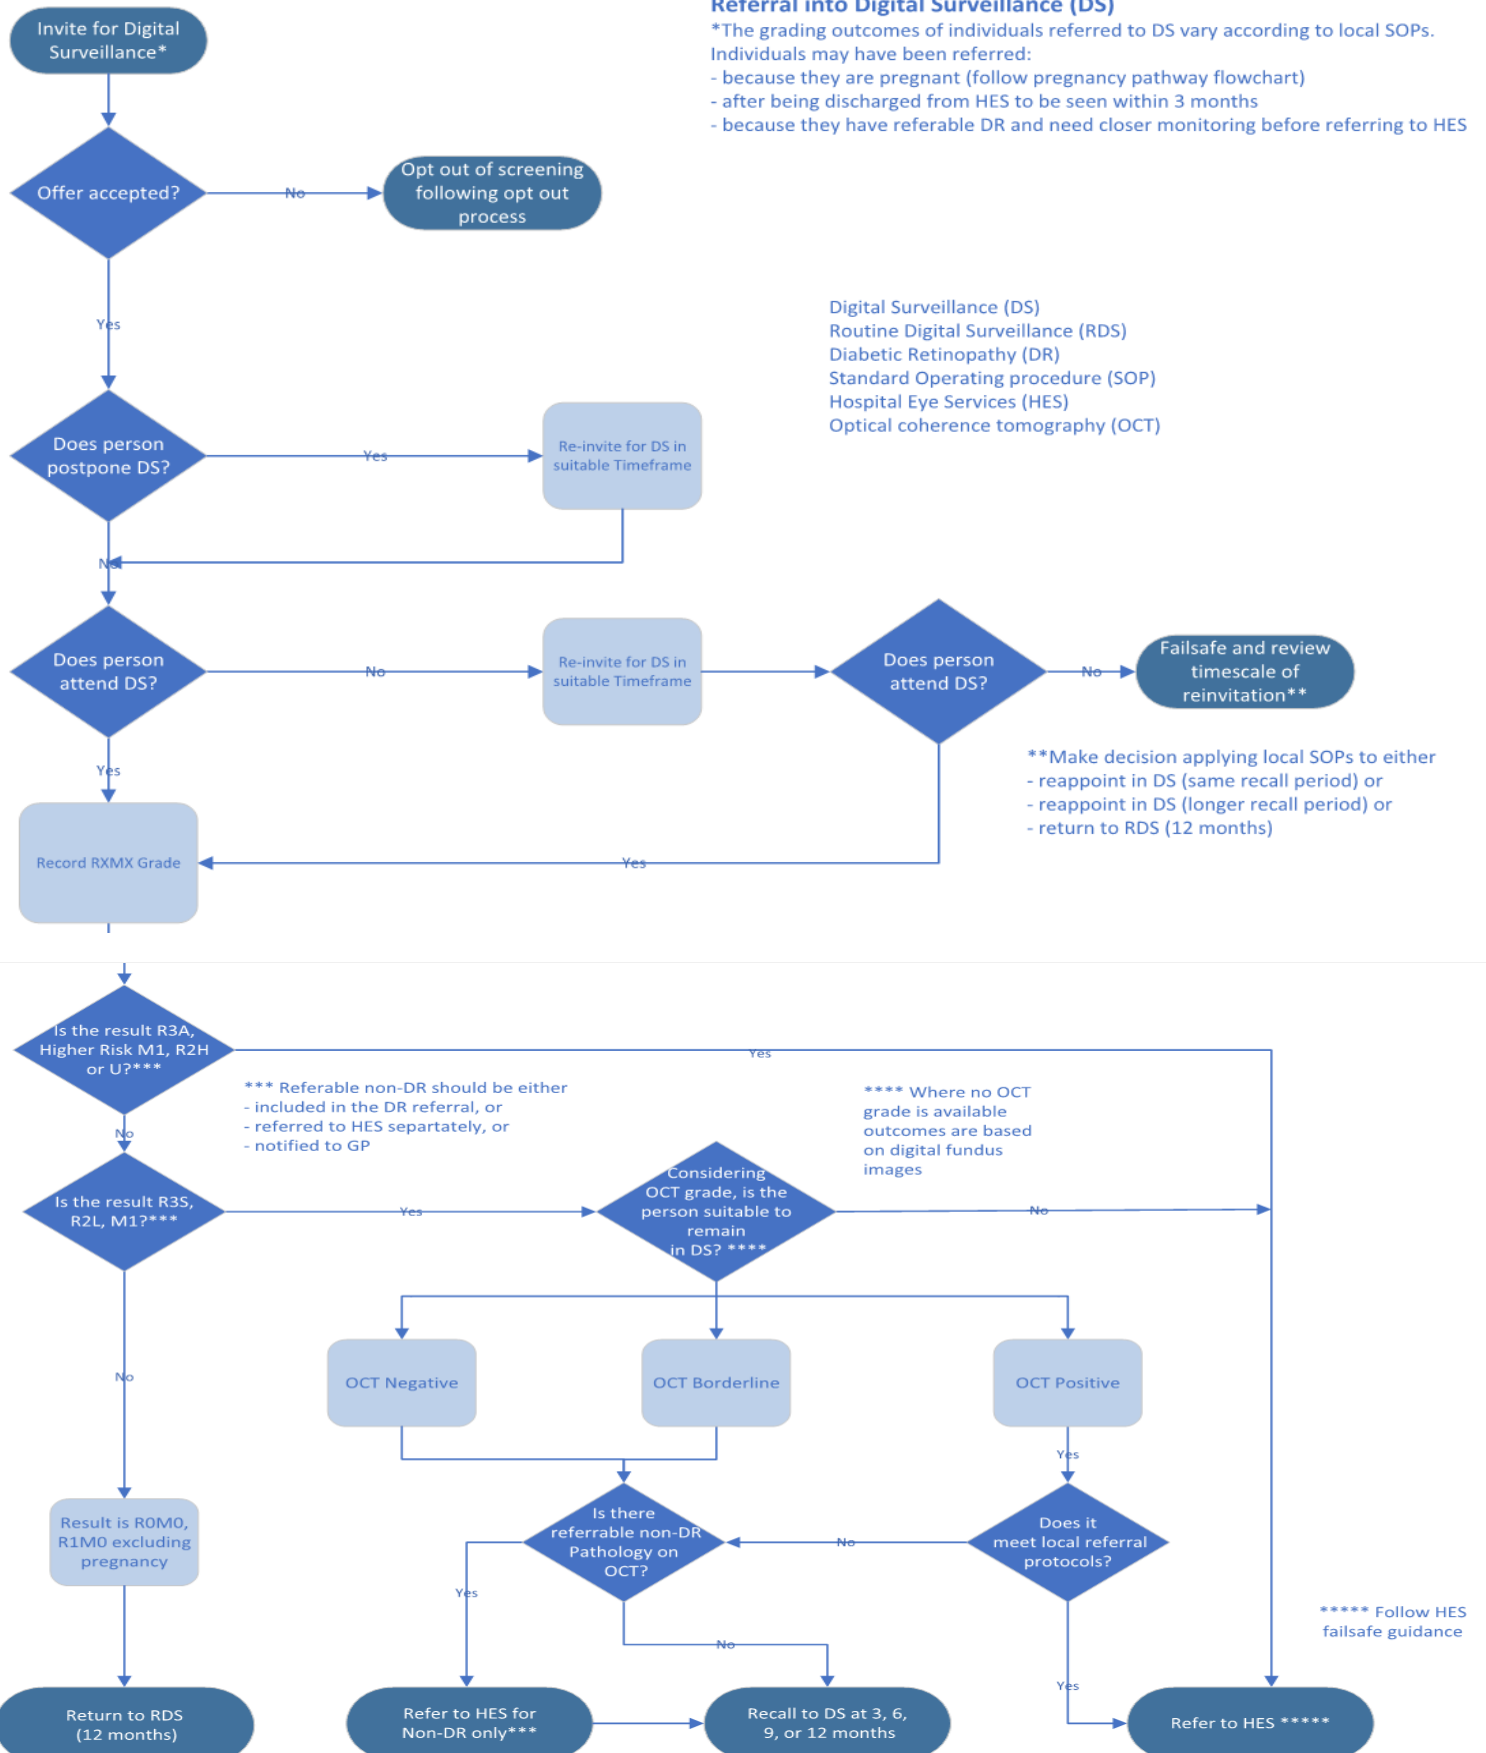 Referral into Digital Surveillance (DS)
*The grading outcomes of individuals referred to DS vary according to local SOPs.
Individuals may have been referred:
- because they are pregnant (follow pregnancy pathway flowchart)
- after being discharged from HES to be seen within 3 months
- because they have referable DR and need closer monitoring before referring to HES
Invite for Digital
Surveillance*
Offer accepted?
No
Opt out of screening
following opt out
process
Yes
Digital Surveillance (DS)
Routine Digital Surveillance (RDS)
Diabetic Retinopathy (DR)
Standard Operating procedure (SOP)
Hospital Eye Services (HES)
Optical coherence tomography (OCT)
Does person
postpone DS?
Yes
Re-invite for DS in
suitable Timeframe
No
Does person
attend DS?
No
Re-invite for DS in
suitable Timeframe
Does person
attend DS?
No
Failsafe and review
timescale of
reinvitation**
**Make decision applying local SOPs to either
- reappoint in DS (same recall period) or
- reappoint in DS (longer recall period) or
- return to RDS (12 months)
Yes
Record RXMX Grade
Yes
Is the result R3A,
Higher Risk M1, R2H
or U?***
Yes
*** Referable non-DR should be either
- included in the DR referral, or
- referred to HES separtately, or
- notified to GP
**** Where no OCT
grade is available
outcomes are based
on digital fundus
images
No
Is the result R3S,
R2L, M1?***
Yes
Considering
OCT grade, is the
person suitable to
remain
in DS? ****
No
No
OCT Negative
OCT Borderline
OCT Positive
Yes
Result is R0M0,
R1M0 excluding
pregnancy
Is there
referrable non-DR
Pathology on
OCT?
No
Does it
meet local referral
protocols?
Yes
No
Yes
***** Follow HES
failsafe guidance
Return to RDS
(12 months)
Refer to HES for
Non-DR only***
Recall to DS at 3, 6,
9, or 12 months
Refer to HES *****